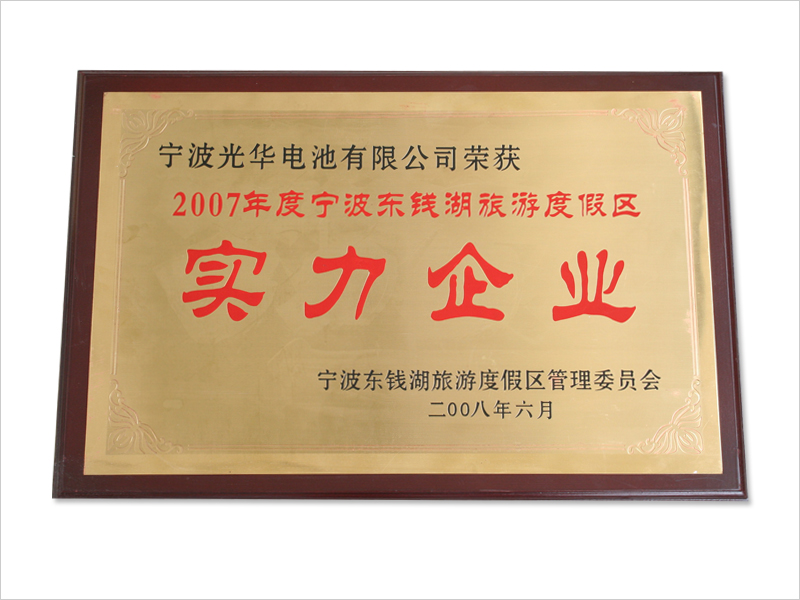 宁波光华电池有限公司荣获
2007年度宁波东钱湖旅游度假区
实力企业
宁波东钱湖旅游度假区管理委员会
二00八年六月